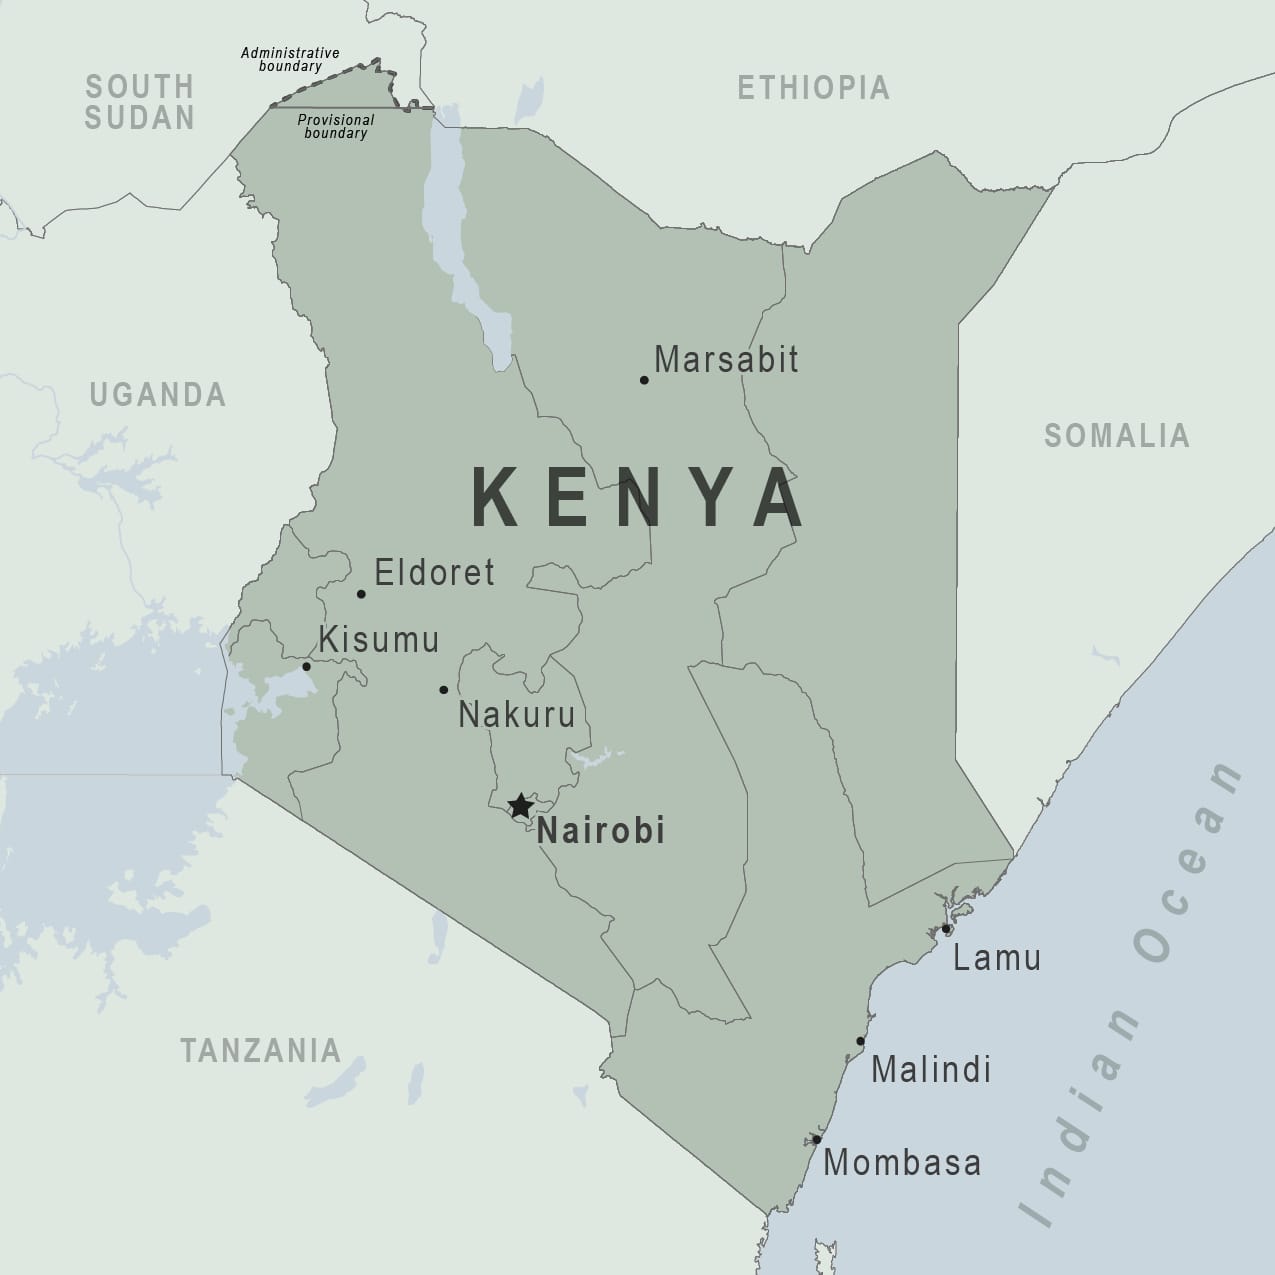 Administrative
boundary
SOUTH
SUDAN
ETHIOPIA
Provisional
boundary
Marsabit
UGANDA
SOMALIA
KENYA
Eldoret
Kisumu
Nakuru
Nairobi
Indian Ocean
Lamu
TANZANIA
Malindi
Mombasa